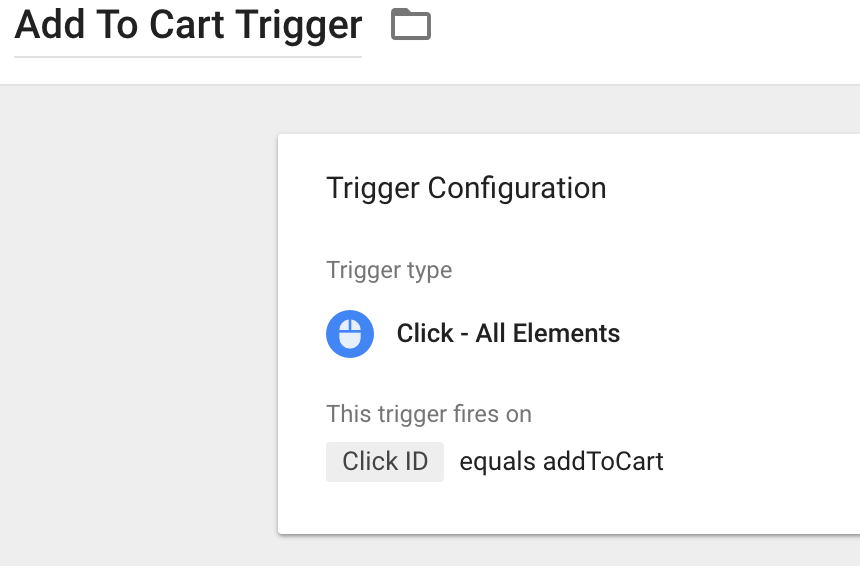 Add To Cart Trigger
Trigger Configuration
Trigger type
Click - All Elements
This trigger fires on
Click ID equals addToCart